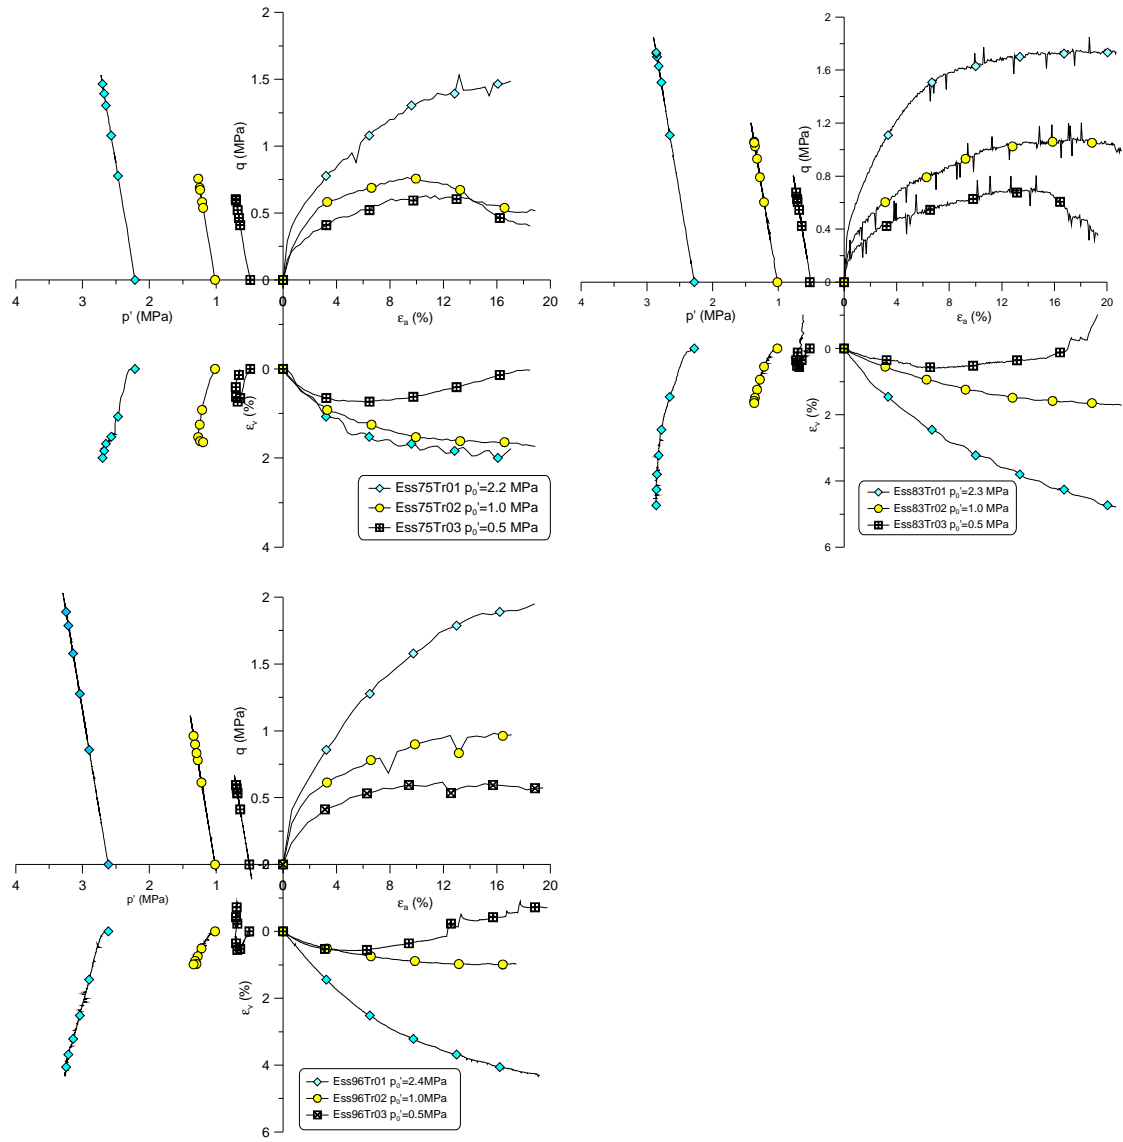 2
1.5
1
0.5
0
q (MPa)
4 3 2 1 0 4 8 12 16 20
p' (MPa)
εa (%)
0
2
4
εv (%)
Ess75Tr01 p0'=2.2 MPa
Ess75Tr02 p0'=1.0 MPa
Ess75Tr03 p0'=0.5 MPa
2
1.6
1.2
0.8
0.4
0
q (MPa)
4 3 2 1 0 4 8 12 16 20
p' (MPa)
εa (%)
0
2
4
6
εv (%)
Ess83Tr01 p0'=2.3 MPa
Ess83Tr02 p0'=1.0 MPa
Ess83Tr03 p0'=0.5 MPa
2
1.5
1
0.5
0
q (MPa)
4 3 2 1 0 4 8 12 16 20
p' (MPa)
εa (%)
-2
0
2
4
6
εv (%)
Ess96Tr01 p0'=2.4MPa
Ess96Tr02 p0'=1.0MPa
Ess96Tr03 p0'=0.5MPa